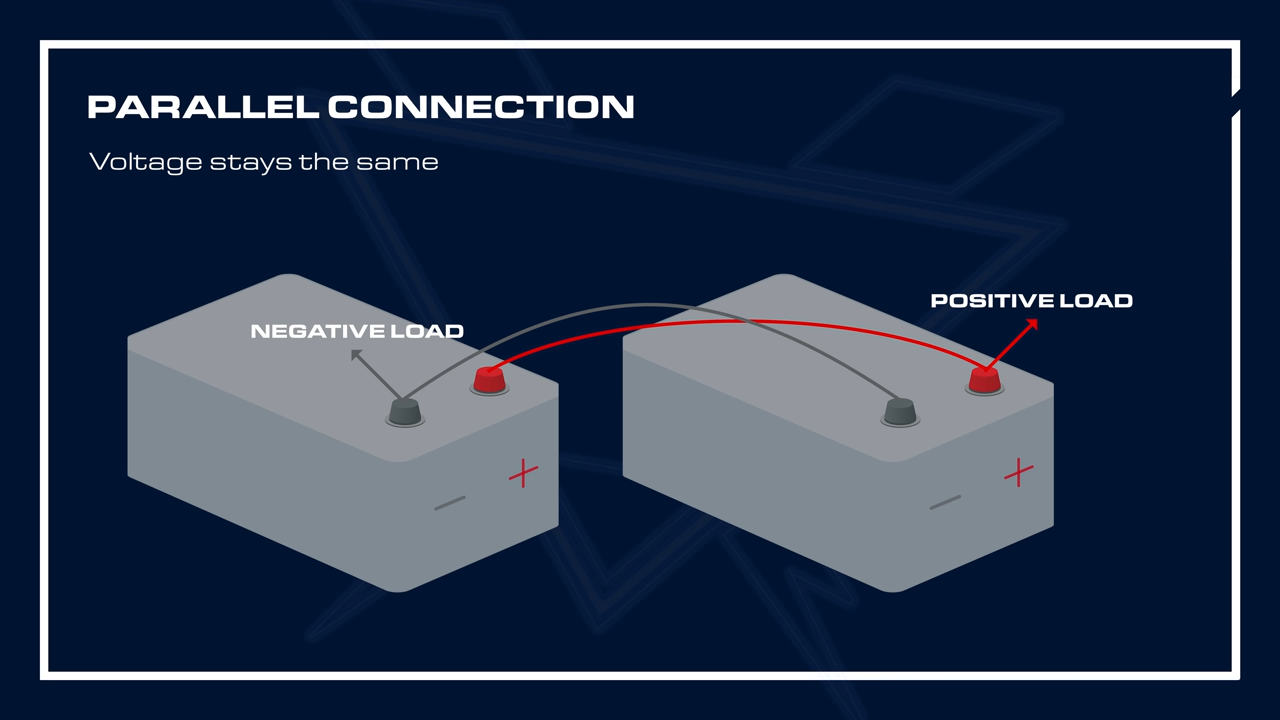 PARALLEL CONNECTION
Voltage stays the same
POSITIVE LOAD
NEGATIVE LOAD
+
−
+
−